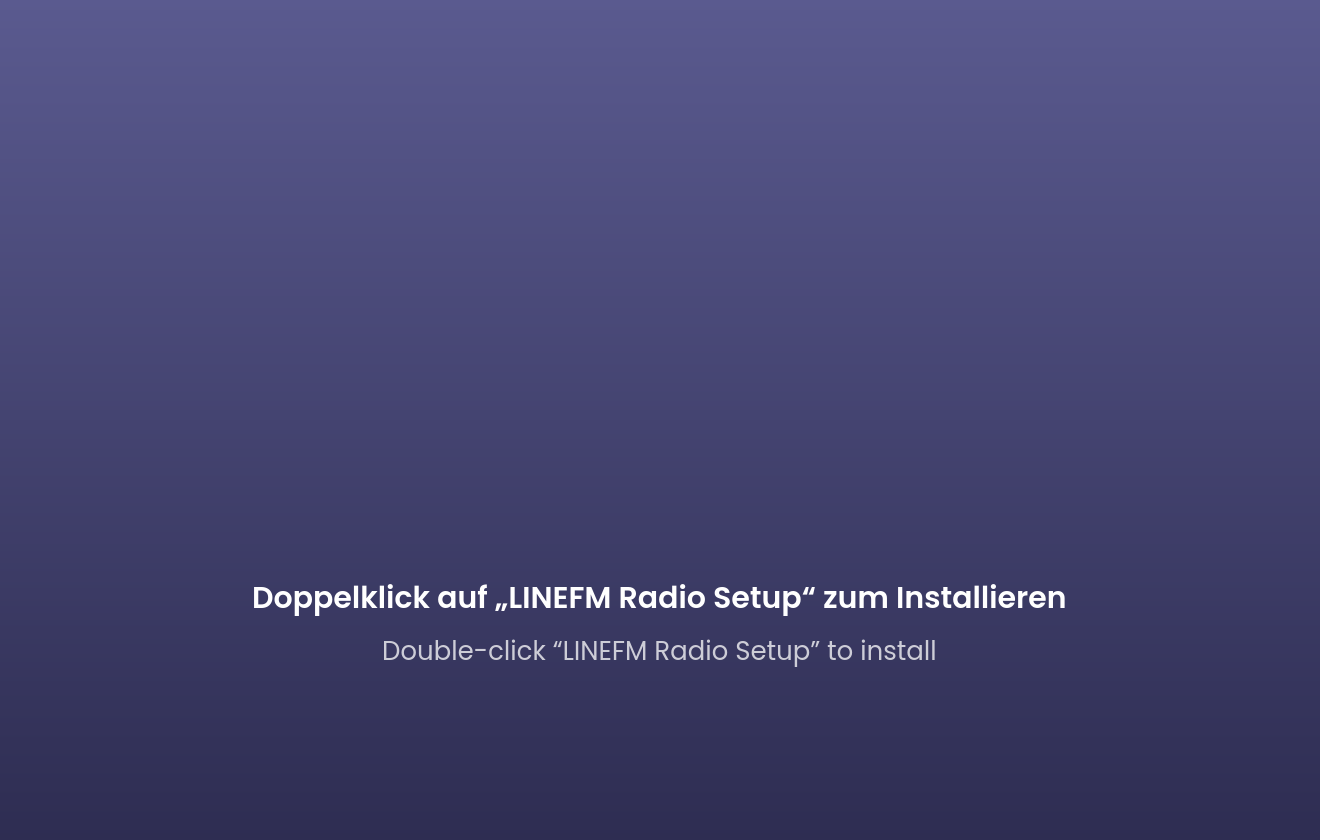 Doppelklick auf „LINEFM Radio Setup“ zum Installieren
Double-click “LINEFM Radio Setup” to install